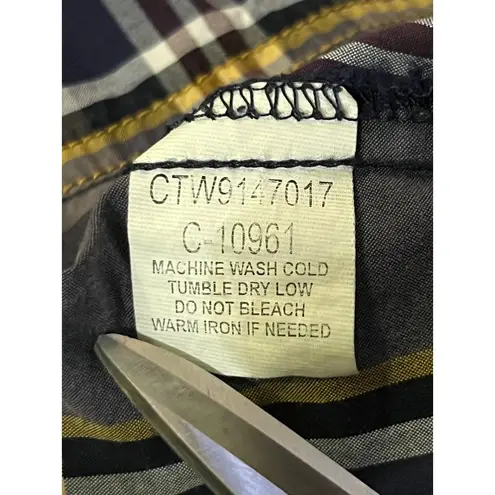 CTW9147017
C-10961
MACHINE WASH COLD
TUMBLE DRY LOW
DO NOT BLEACH
WARM IRON IF NEEDED